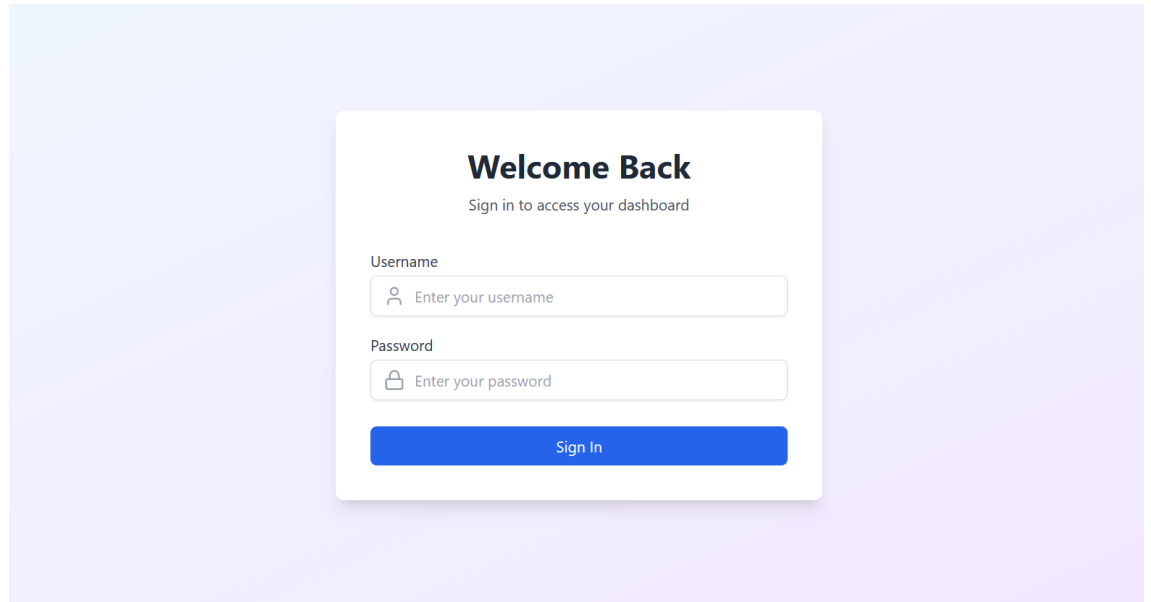 Welcome Back
Sign in to access your dashboard
Username
Enter your username
Password
Enter your password
Sign In